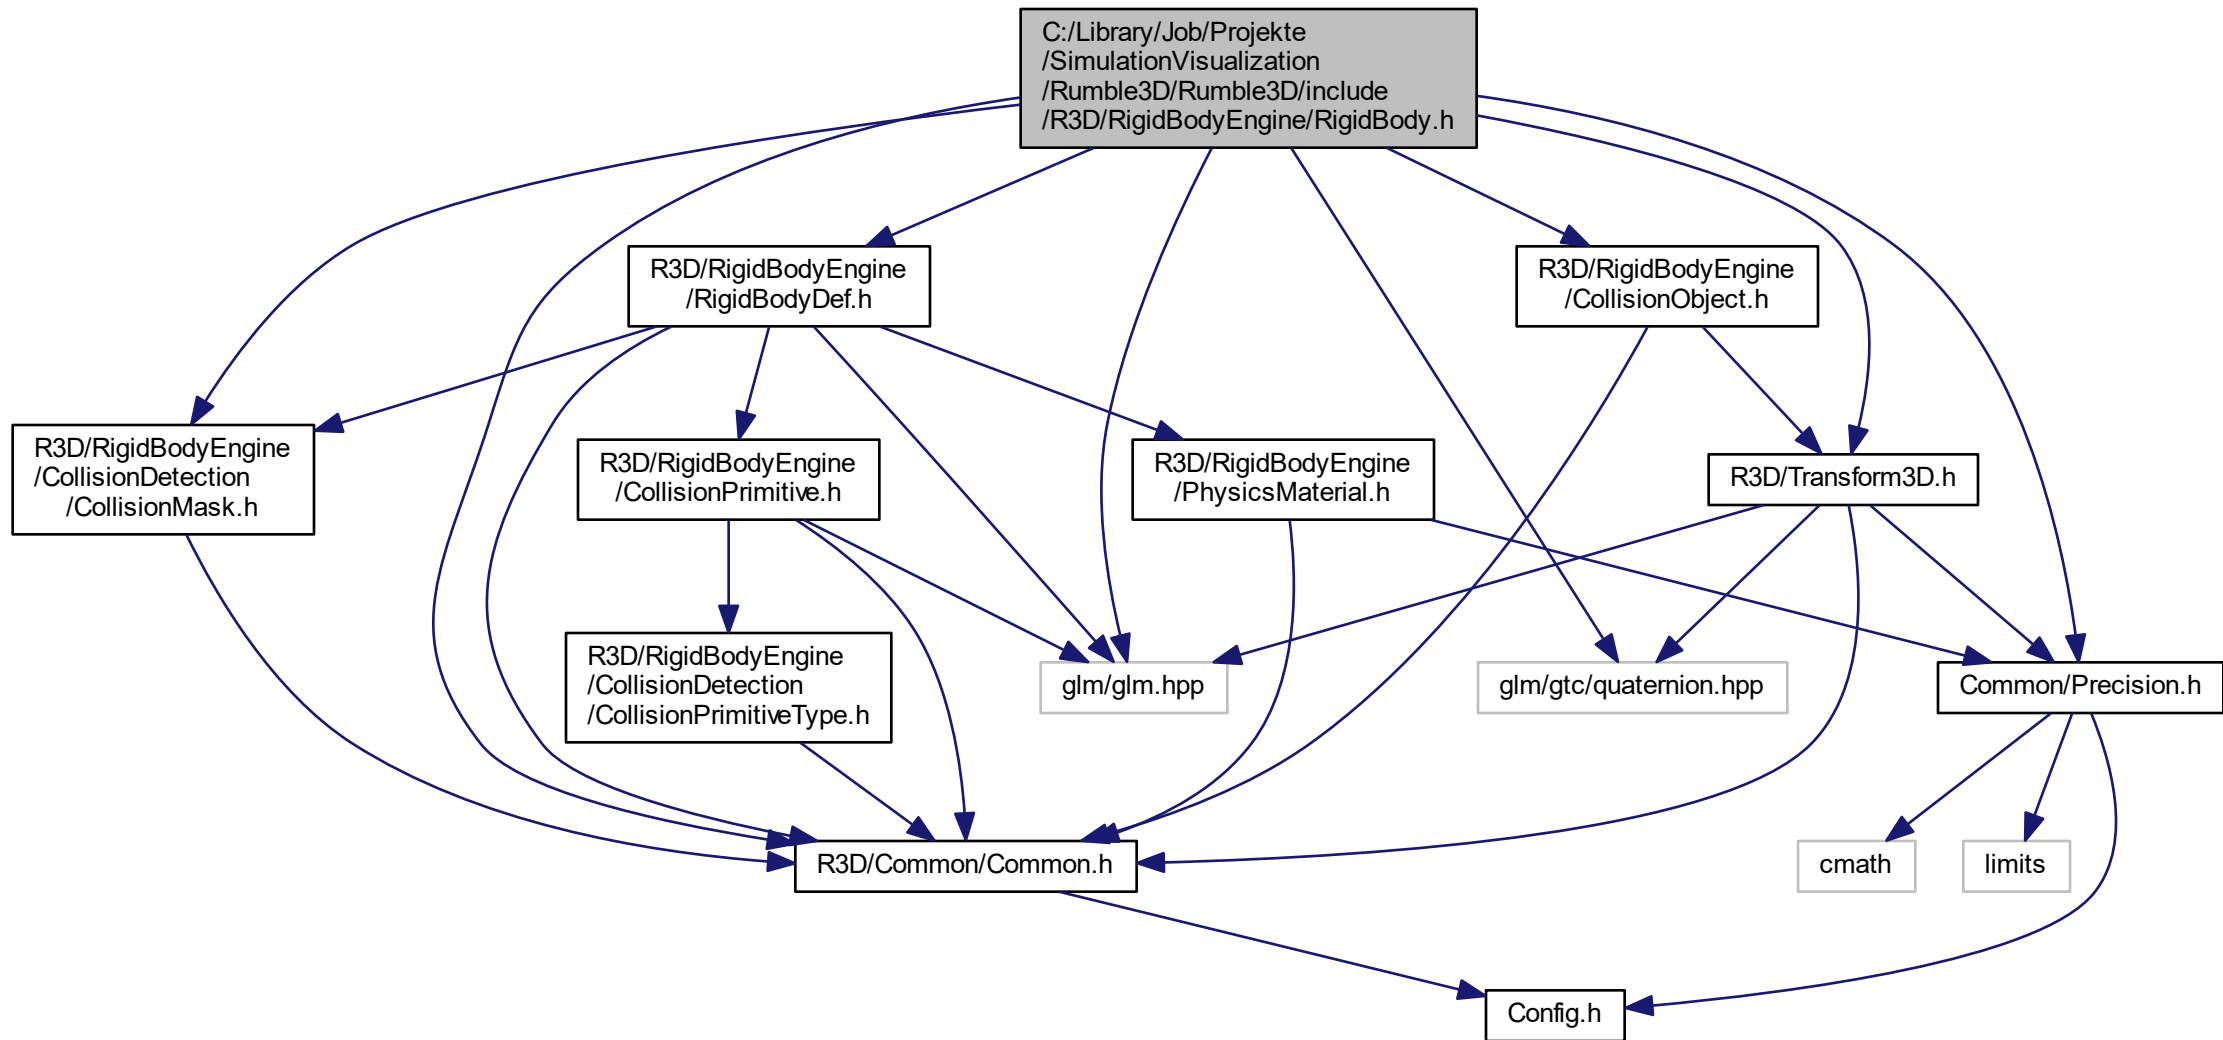 C:/Library/Job/Projekte
/SimulationVisualization
/Rumble3D/Rumble3D/include
/R3D/RigidBodyEngine/RigidBody.h
R3D/RigidBodyEngine
/RigidBodyDef.h
R3D/RigidBodyEngine
/CollisionObject.h
R3D/RigidBodyEngine
/CollisionDetection
/CollisionMask.h
R3D/RigidBodyEngine
/CollisionPrimitive.h
R3D/RigidBodyEngine
/PhysicsMaterial.h
R3D/Transform3D.h
R3D/RigidBodyEngine
/CollisionDetection
/CollisionPrimitiveType.h
glm/glm.hpp
glm/gtc/quaternion.hpp
Common/Precision.h
R3D/Common/Common.h
cmath
limits
Config.h